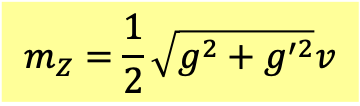 m_Z = \frac{1}{2}\sqrt{g^2 + g'^2}v